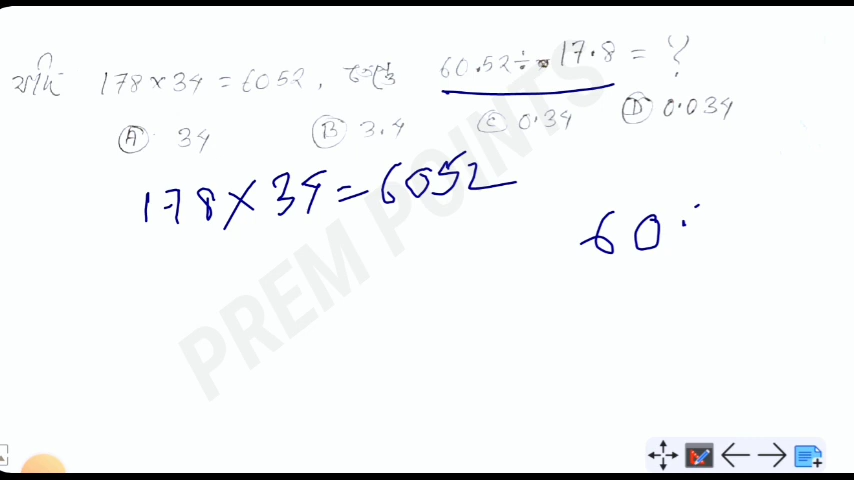 যদি 178 × 34 = 6052, তবে 60.52 ÷ 17.8 = ?
Ⓐ 34 Ⓑ 3.4 Ⓒ 0.34 Ⓓ 0.034
178 × 34 = 6052
60.
PREM POINTS